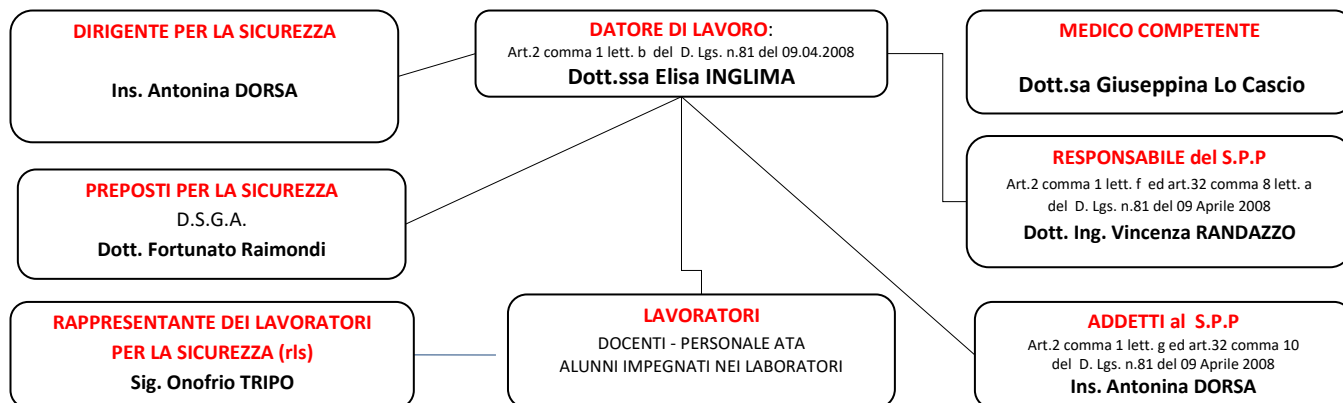 DIRIGENTE PER LA SICUREZZA
Ins. Antonina DORSA
DATORE DI LAVORO:
Art.2 comma 1 lett. b del D. Lgs. n.81 del 09.04.2008
Dott.ssa Elisa INGLIMA
MEDICO COMPETENTE
Dott.sa Giuseppina Lo Cascio
PREPOSTI PER LA SICUREZZA
D.S.G.A.
Dott. Fortunato Raimondi
RESPONSABILE del S.P.P
Art.2 comma 1 lett. f ed art.32 comma 8 lett. a
del D. Lgs. n.81 del 09 Aprile 2008
Dott. Ing. Vincenza RANDAZZO
RAPPRESENTANTE DEI LAVORATORI
PER LA SICUREZZA (rls)
Sig. Onofrio TRIPO
LAVORATORI
DOCENTI - PERSONALE ATA
ALUNNI IMPEGNATI NEI LABORATORI
ADDETTI al S.P.P
Art.2 comma 1 lett. g ed art.32 comma 10
del D. Lgs. n.81 del 09 Aprile 2008
Ins. Antonina DORSA